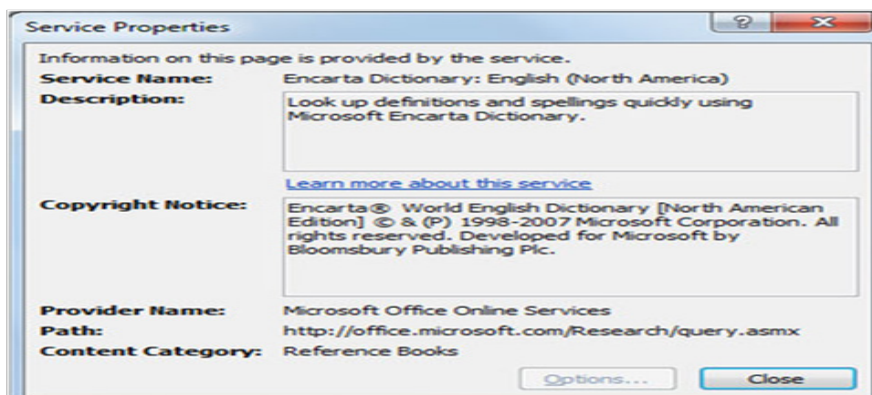 Service Properties
Information on this page is provided by the service.
Service Name: Encarta Dictionary: English (North America)
Description: Look up definitions and spellings quickly using
Microsoft Encarta Dictionary.
Learn more about this service
Copyright Notice: Encarta® World English Dictionary [North American
Edition] © & (P) 1998-2007 Microsoft Corporation. All
rights reserved. Developed for Microsoft by
Bloomsbury Publishing Plc.
Provider Name: Microsoft Office Online Services
Path: http://office.microsoft.com/Research/query.asmx
Content Category: Reference Books
Options... Close